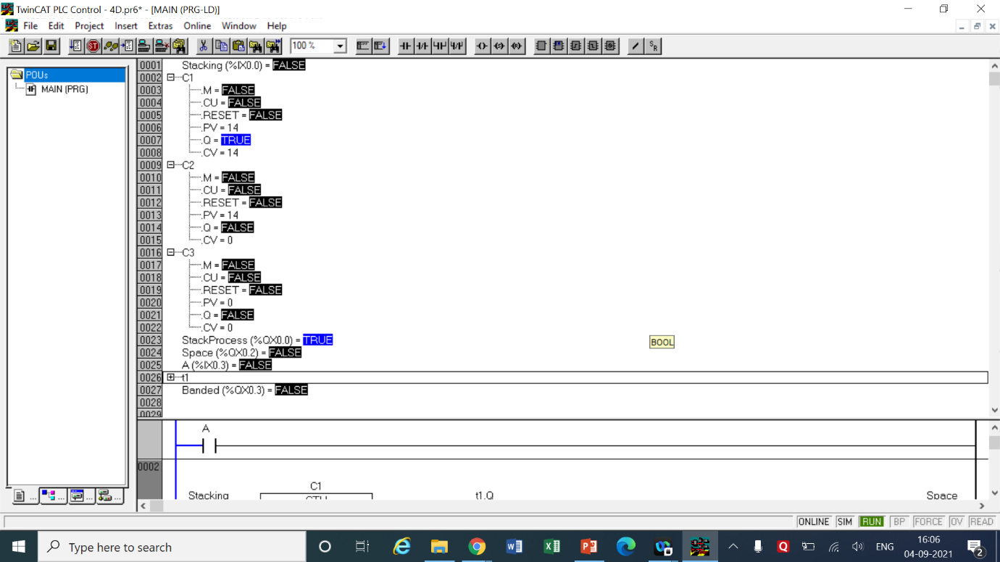 TwinCAT PLC Control - 4D.pr6* - [MAIN (PRG-LD)]
File Edit Project Insert Extras Online Window Help
100 %
POUs
MAIN (PRG)
0001 Stacking (%IX0.0) = FALSE
0002 C1
0003 .M = FALSE
0004 .CU = FALSE
0005 .RESET = FALSE
0006 .PV = 14
0007 .Q = TRUE
0008 .CV = 14
0009 C2
0010 .M = FALSE
0011 .CU = FALSE
0012 .RESET = FALSE
0013 .PV = 14
0014 .Q = FALSE
0015 .CV = 0
0016 C3
0017 .M = FALSE
0018 .CU = FALSE
0019 .RESET = FALSE
0020 .PV = 0
0021 .Q = FALSE
0022 .CV = 0
0023 StackProcess (%QX0.0) = TRUE
BOOL
0024 Space (%QX0.2) = FALSE
0025 A (%IX0.3) = FALSE
0026 t1
0027 Banded (%QX0.3) = FALSE
0028
0029
A
0002
C1
Stacking CTU t1.Q Space
ONLINE SIM RUN BP FORCE OV READ
Type here to search
ENG
16:06
04-09-2021
2